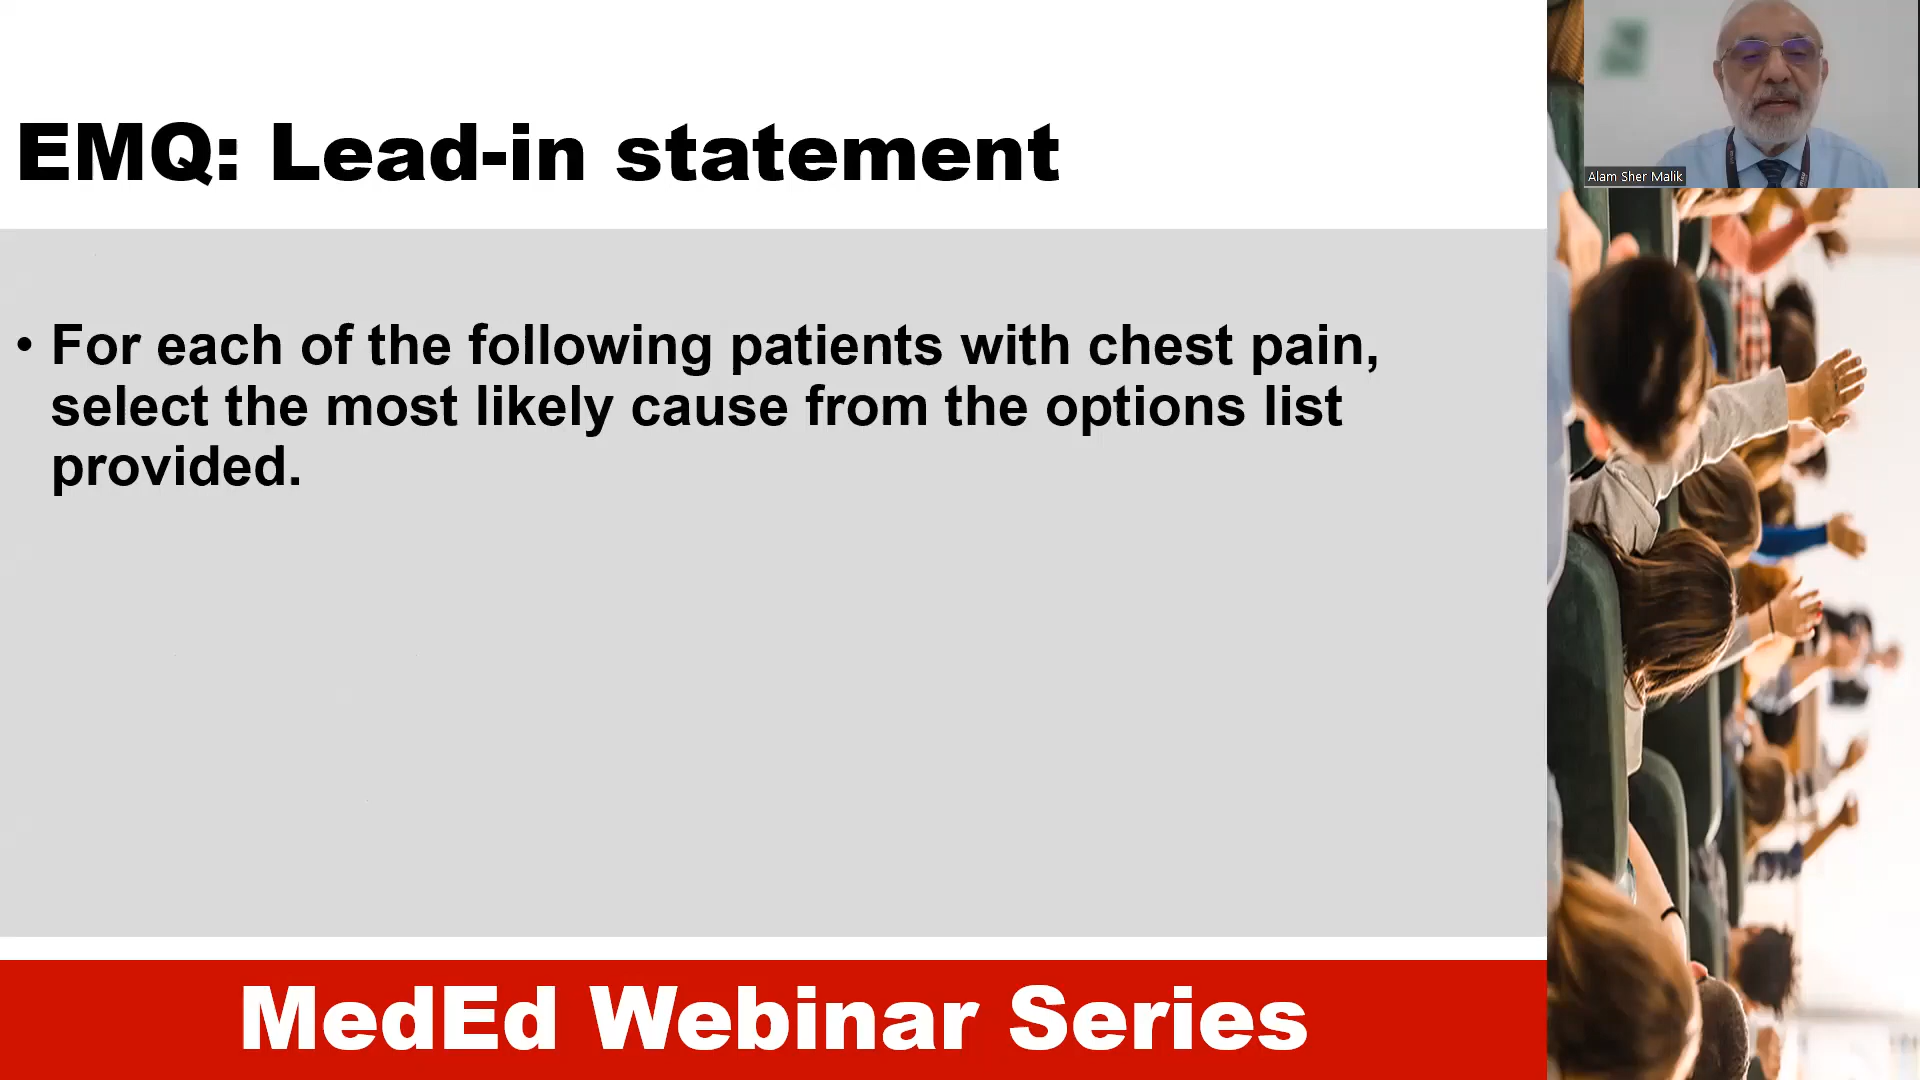 EMQ: Lead-in statement
Alam Sher Malik
• For each of the following patients with chest pain,
select the most likely cause from the options list
provided.
MedEd Webinar Series